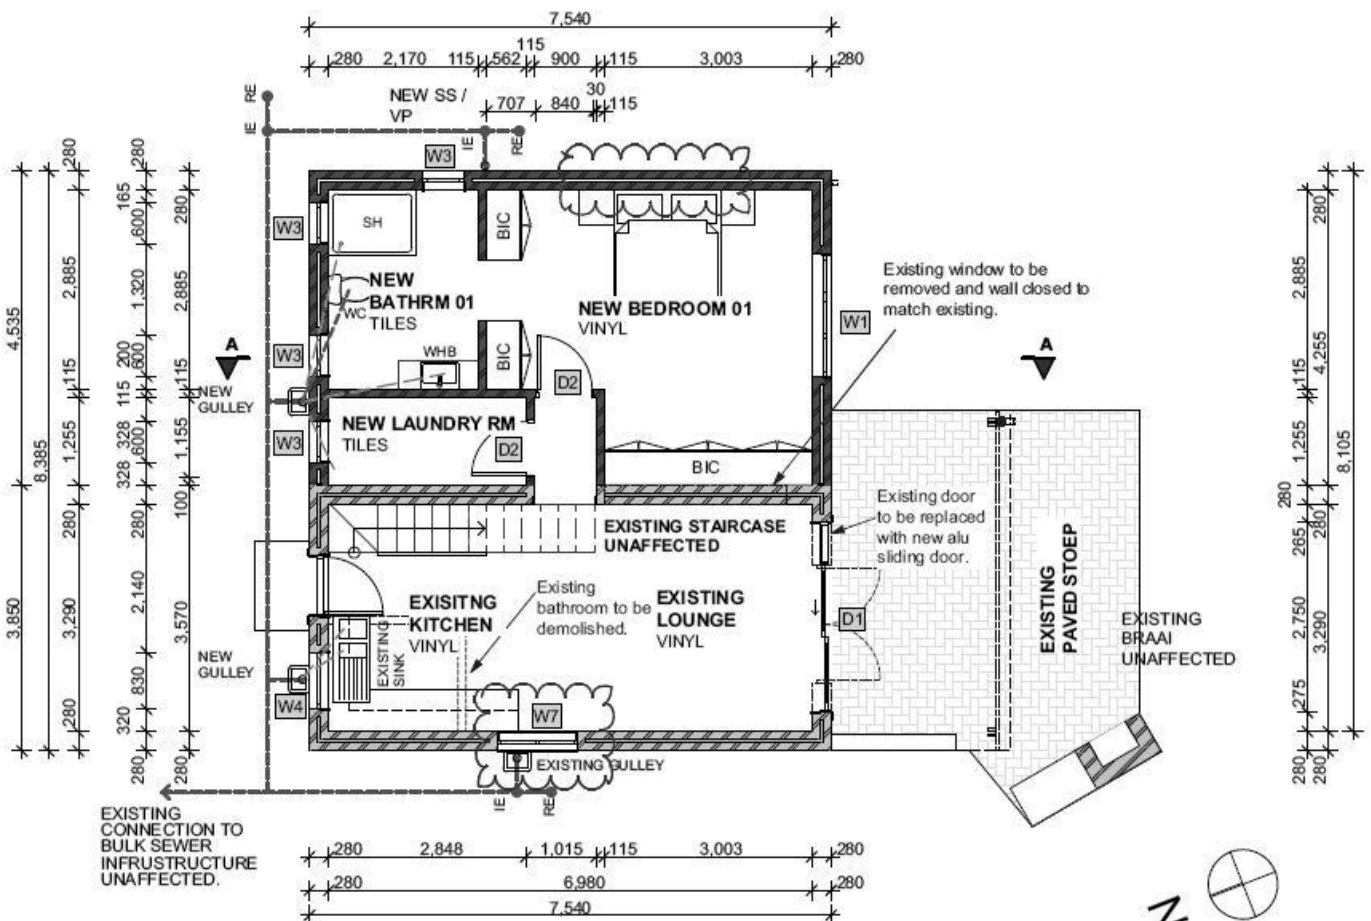 7,540
115
280 2,170 115 562 900 115 3,003 280
30
707 840 115
NEW SS /
VP
RE
IE
IE
RE
W3
W3
SH
BIC
NEW
BATHRM 01
TILES
WC
NEW BEDROOM 01
VINYL
Existing window to be
removed and wall closed to
match existing.
W1
A
A
W3
WHB
BIC
D2
NEW
GULLEY
NEW LAUNDRY RM
TILES
W3
D2
BIC
EXISTING STAIRCASE
UNAFFECTED
Existing door
to be replaced
with new alu
sliding door.
EXISITNG
KITCHEN
VINYL
Existing
bathroom to be
demolished.
EXISTING
LOUNGE
VINYL
D1
EXISTING
PAVED STOEP
EXISTING
BRAAI
UNAFFECTED
NEW
GULLEY
EXISTING
SINK
W4
W7
EXISTING GULLEY
IE
RE
EXISTING
CONNECTION TO
BULK SEWER
INFRUSTRUCTURE
UNAFFECTED.
4,535
3,850
8,385
280
2,885
115
1,255
280
3,290
280
280
165
600
1,320
200
600
115
328
600
328
280
2,140
830
320
280
280
2,885
115
1,155
100
3,570
280
280
2,885
115
1,255
280
265
2,750
275
280
4,255
280
3,290
280
8,105
280 2,848 1,015 115 3,003 280
280 6,980 280
7,540
N